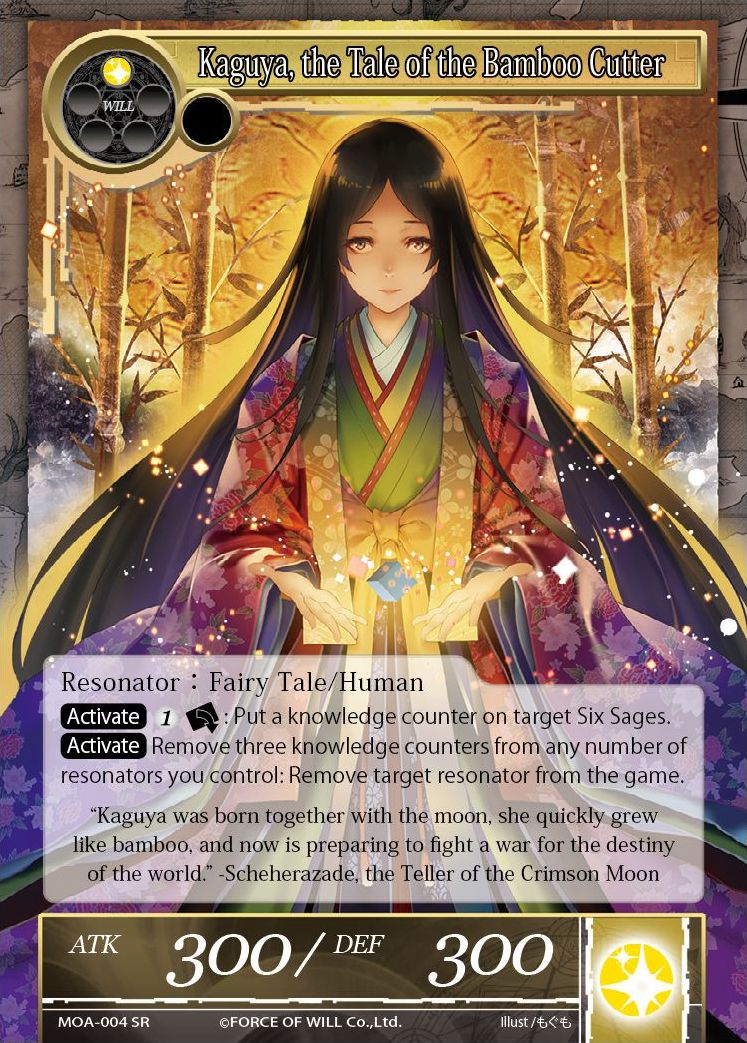 Kaguya, the Tale of the Bamboo Cutter
WILL
Resonator : Fairy Tale/Human
Activate 1 : Put a knowledge counter on target Six Sages.
Activate Remove three knowledge counters from any number of
resonators you control: Remove target resonator from the game.
“Kaguya was born together with the moon, she quickly grew
like bamboo, and now is preparing to fight a war for the destiny
of the world.” -Scheherazade, the Teller of the Crimson Moon
ATK 300 / DEF 300
MOA-004 SR ©FORCE OF WILL Co.,Ltd. Illust /もぐも